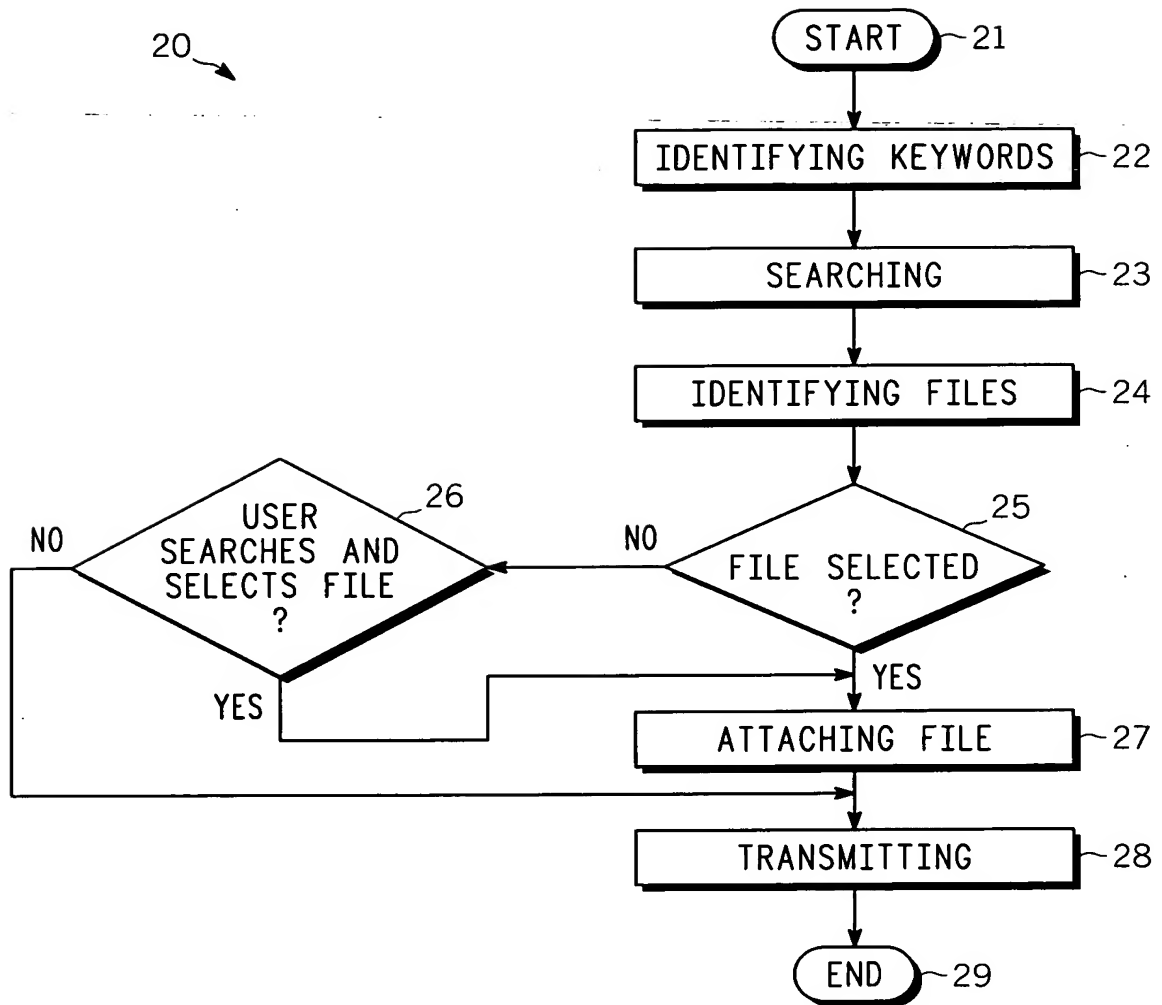 20
START
21
IDENTIFYING KEYWORDS
22
SEARCHING
23
IDENTIFYING FILES
24
USER
SEARCHES AND
SELECTS FILE
?
26
NO
YES
FILE SELECTED
?
25
NO
YES
ATTACHING FILE
27
TRANSMITTING
28
END
29